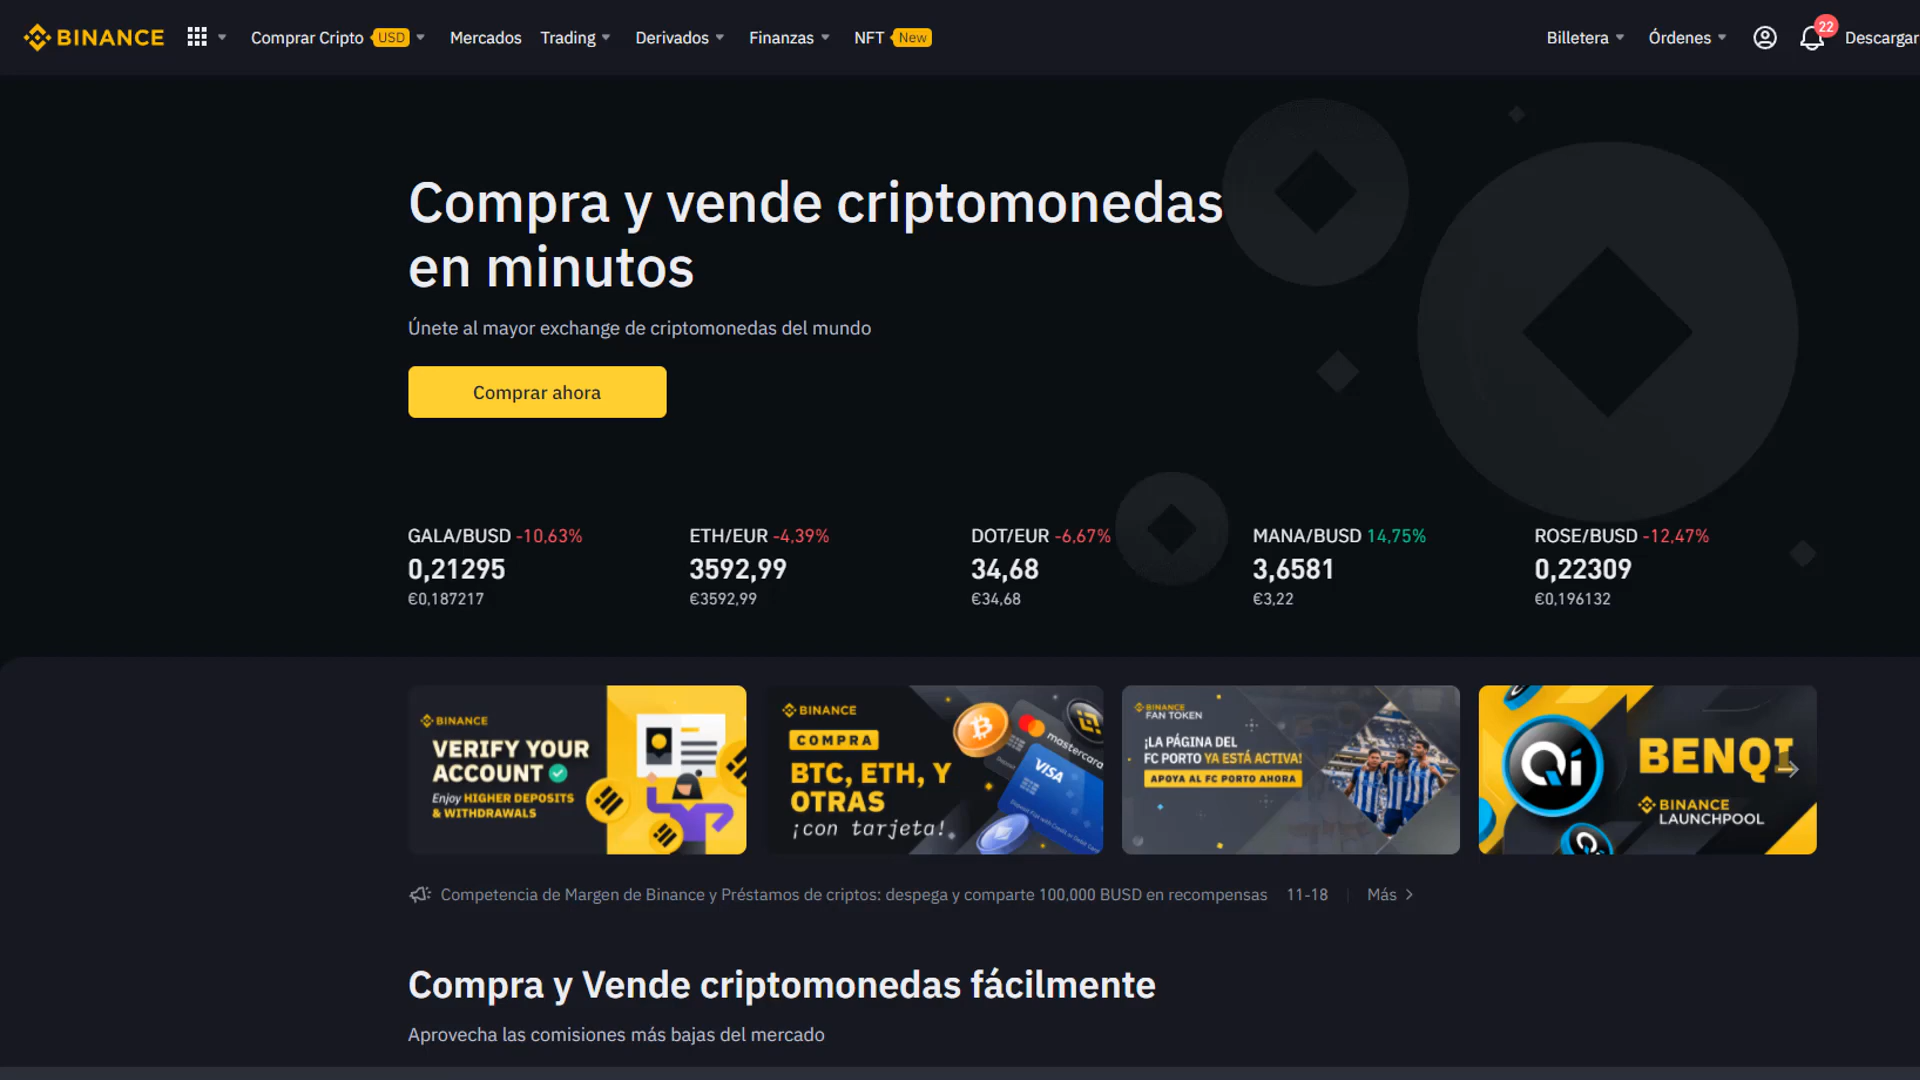 BINANCE
Comprar Cripto USD
Mercados
Trading
Derivados
Finanzas
NFT New
Billetera
Órdenes
22
Descargar
Compra y vende criptomonedas
en minutos
Únete al mayor exchange de criptomonedas del mundo
Comprar ahora
GALA/BUSD -10,63%
0,21295
€0,187217
ETH/EUR -4,39%
3592,99
€3592,99
DOT/EUR -6,67%
34,68
€34,68
MANA/BUSD 14,75%
3,6581
€3,22
ROSE/BUSD -12,47%
0,22309
€0,196132
BINANCE
VERIFY YOUR
ACCOUNT
Enjoy HIGHER DEPOSITS
& WITHDRAWALS
BINANCE
COMPRA
BTC, ETH, Y
OTRAS
¡con tarjeta!
mastercard
VISA
BINANCE
FAN TOKEN
¡LA PÁGINA DEL
FC PORTO YA ESTÁ ACTIVA!
APOYA AL FC PORTO AHORA
Qi
BENQI
BINANCE
LAUNCHPOOL
Competencia de Margen de Binance y Préstamos de criptos: despega y comparte 100,000 BUSD en recompensas 11-18
Más
Compra y Vende criptomonedas fácilmente
Aprovecha las comisiones más bajas del mercado